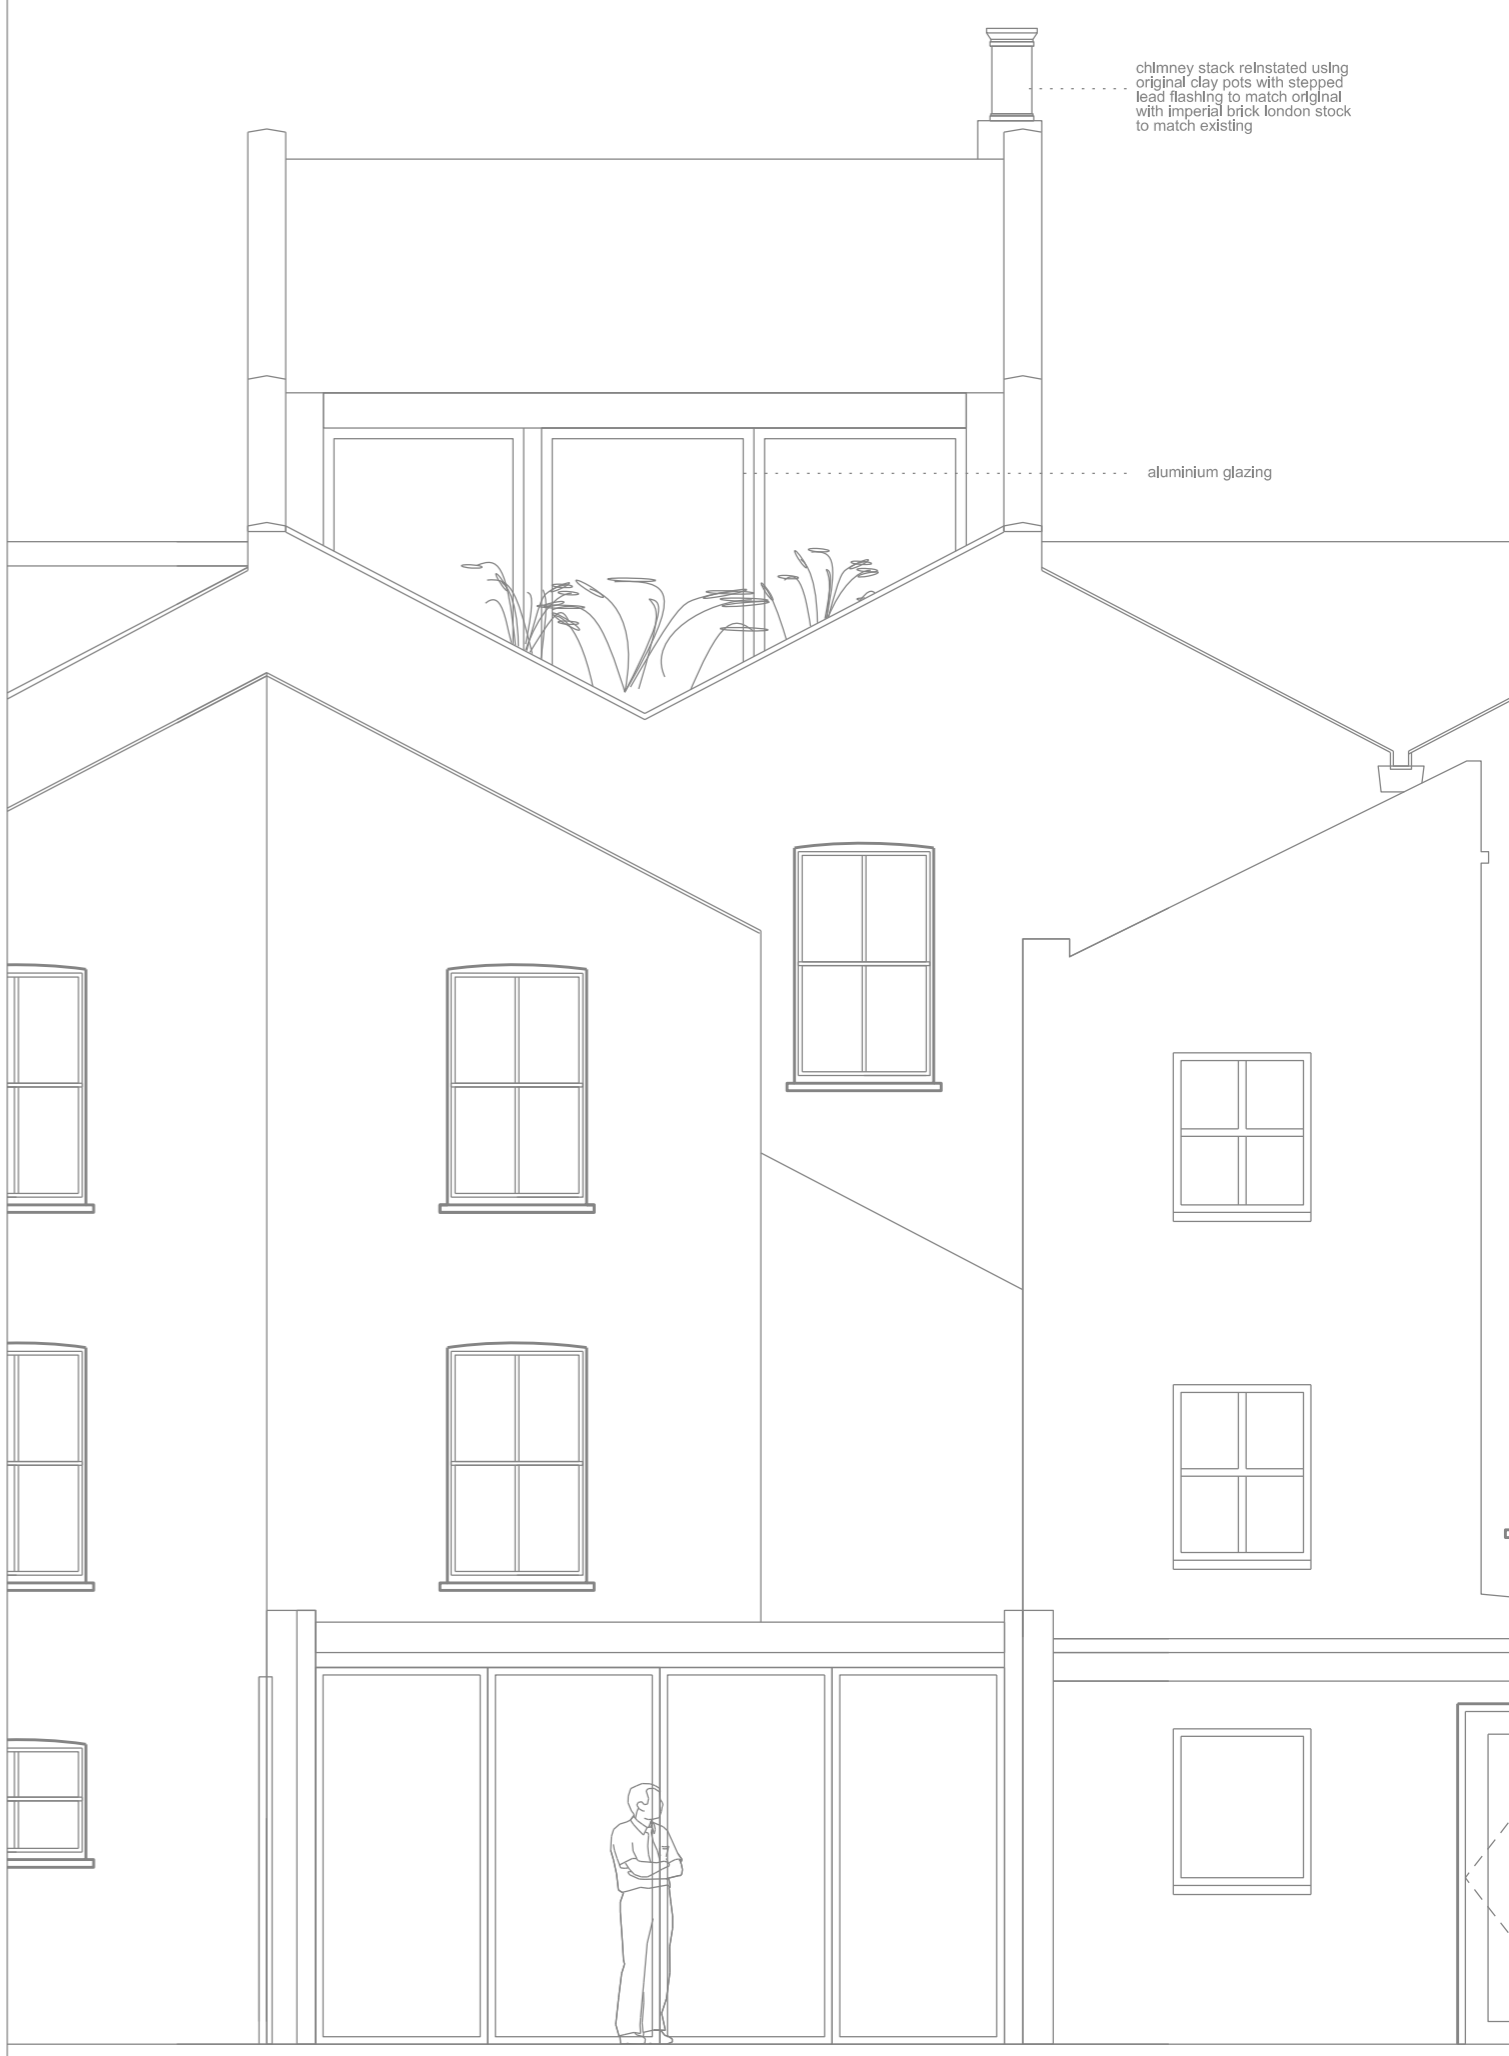 chimney stack reinstated using
original clay pots with stepped
lead flashing to match original
with imperial brick london stock
to match existing
aluminium glazing